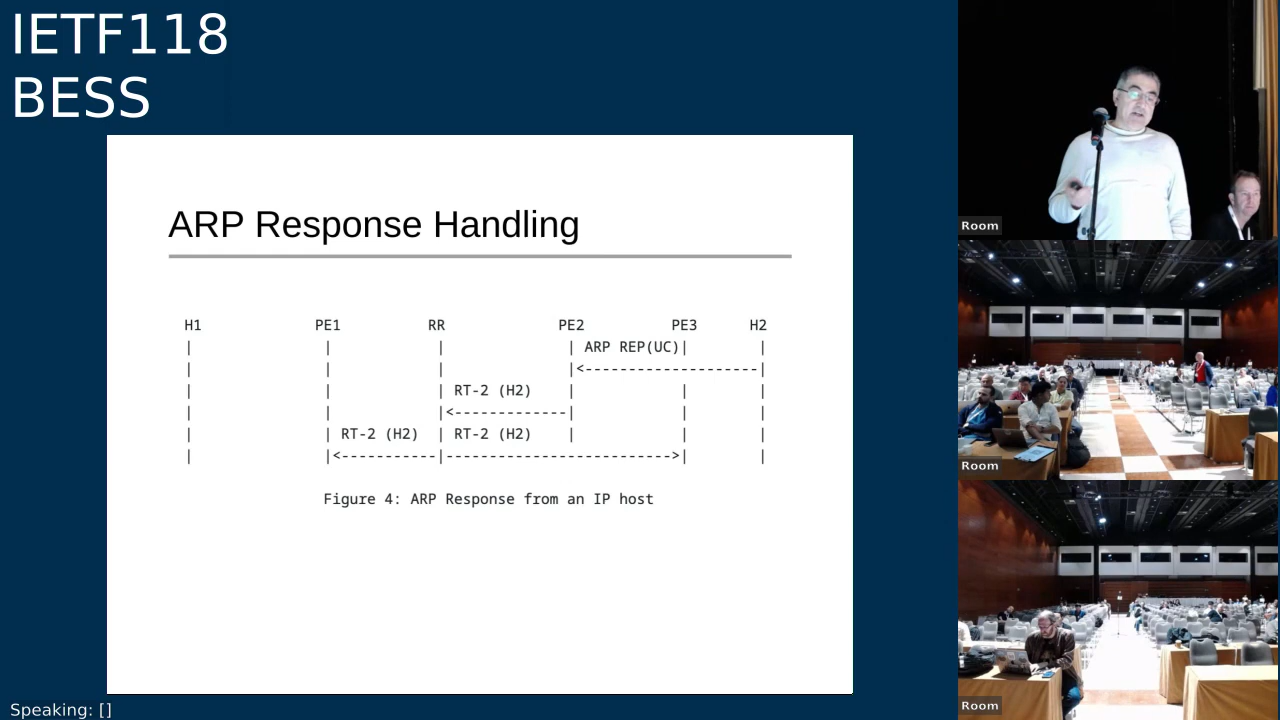 IETF118
BESS
ARP Response Handling
H1 PE1 RR PE2 PE3 H2
| | | | ARP REP(UC)| |
| | | |<--------------------|
| | | RT-2 (H2) | | |
| | |<-------------| | |
| | RT-2 (H2) | RT-2 (H2) | | |
| |<-----------|-------------------------->| |
Figure 4: ARP Response from an IP host
Speaking: []
Room
Room
Room